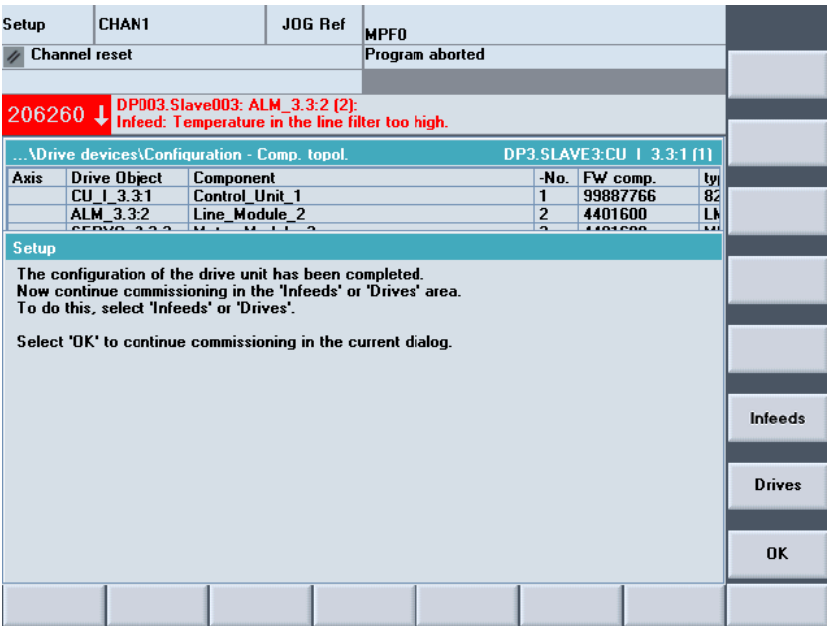 Setup CHAN1 JOG Ref MPF0
Channel reset Program aborted
206260 ↓ DP003.Slave003: ALM_3.3:2 (2):
Infeed: Temperature in the line filter too high.
...\Drive devices\Configuration - Comp. topol. DP3.SLAVE3:CU_I_3.3:1 (1)
Axis Drive Object Component -No. FW comp. ty
CU_I_3.3:1 Control_Unit_1 1 99887766 82
ALM_3.3:2 Line_Module_2 2 4401600 LM
Setup
The configuration of the drive unit has been completed.
Now continue commissioning in the 'Infeeds' or 'Drives' area.
To do this, select 'Infeeds' or 'Drives'.
Select 'OK' to continue commissioning in the current dialog.
Infeeds
Drives
OK